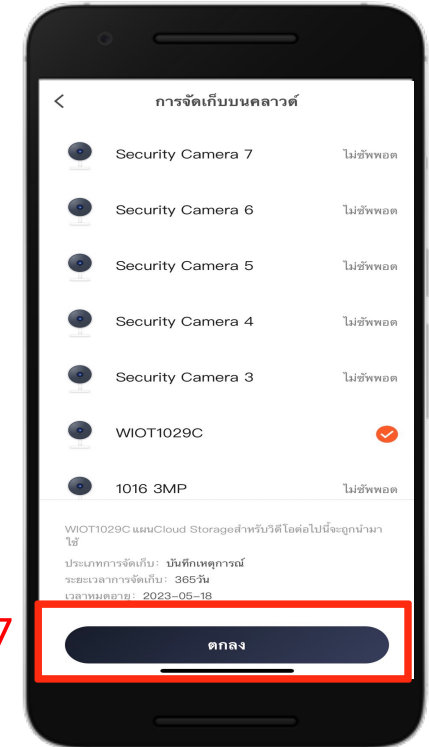 < การจัดเก็บบนคลาวด์
Security Camera 7 ไม่ซัพพอต
Security Camera 6 ไม่ซัพพอต
Security Camera 5 ไม่ซัพพอต
Security Camera 4 ไม่ซัพพอต
Security Camera 3 ไม่ซัพพอต
WIOT1029C
1016 3MP ไม่ซัพพอต
WIOT1029C แผนCloud Storageสำหรับวิดีโอต่อไปนี้จะถูกนำมา
ใช้
ประเภทการจัดเก็บ: บันทึกเหตุการณ์
ระยะเวลาการจัดเก็บ: 365วัน
เวลาหมดอายุ: 2023-05-18
7
ตกลง